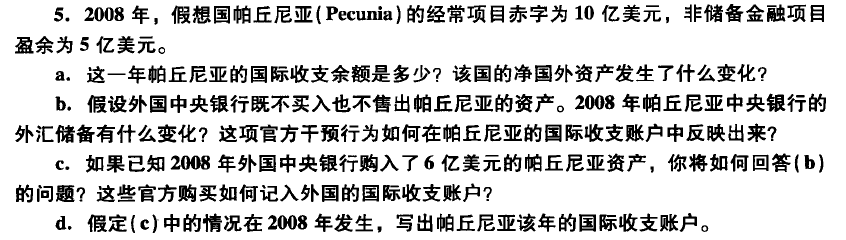 5. 2008 年，假想国帕丘尼亚(Pecunia)的经常项目赤字为 10 亿美元，非储备金融项目
盈余为 5 亿美元。
a. 这一年帕丘尼亚的国际收支余额是多少？该国的净国外资产发生了什么变化？
b. 假设外国中央银行既不买入也不售出帕丘尼亚的资产。2008 年帕丘尼亚中央银行的
外汇储备有什么变化？这项官方干预行为如何在帕丘尼亚的国际收支账户中反映出来？
c. 如果已知 2008 年外国中央银行购入了 6 亿美元的帕丘尼亚资产，你将如何回答(b)
的问题？这些官方购买如何记入外国的国际收支账户？
d. 假定(c)中的情况在 2008 年发生，写出帕丘尼亚该年的国际收支账户。